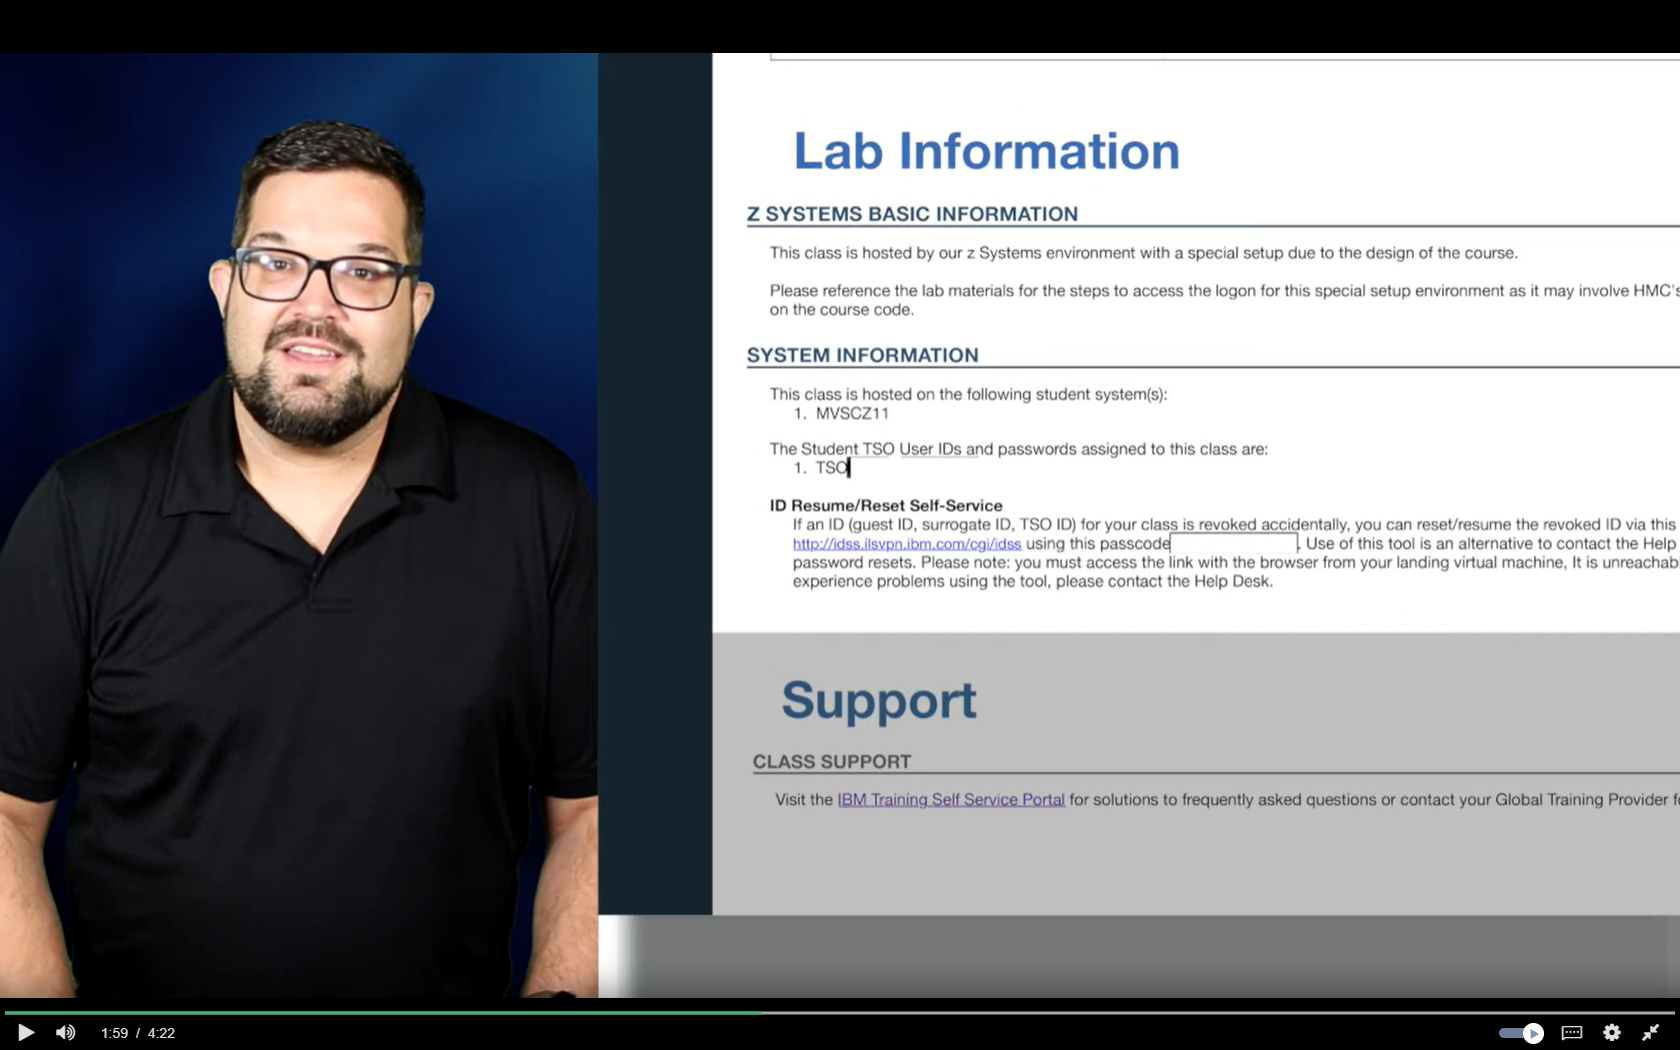 Lab Information
Z SYSTEMS BASIC INFORMATION
This class is hosted by our z Systems environment with a special setup due to the design of the course.
Please reference the lab materials for the steps to access the logon for this special setup environment as it may involve HMC's
on the course code.
SYSTEM INFORMATION
This class is hosted on the following student system(s):
1. MVSCZ11
The Student TSO User IDs and passwords assigned to this class are:
1. TSO
ID Resume/Reset Self-Service
If an ID (guest ID, surrogate ID, TSO ID) for your class is revoked accidentally, you can reset/resume the revoked ID via this
http://idss.ilsvpn.ibm.com/cgi/idss using this passcode . Use of this tool is an alternative to contact the Help
password resets. Please note: you must access the link with the browser from your landing virtual machine, It is unreachab
experience problems using the tool, please contact the Help Desk.
Support
CLASS SUPPORT
Visit the IBM Training Self Service Portal for solutions to frequently asked questions or contact your Global Training Provider f
1:59 / 4:22